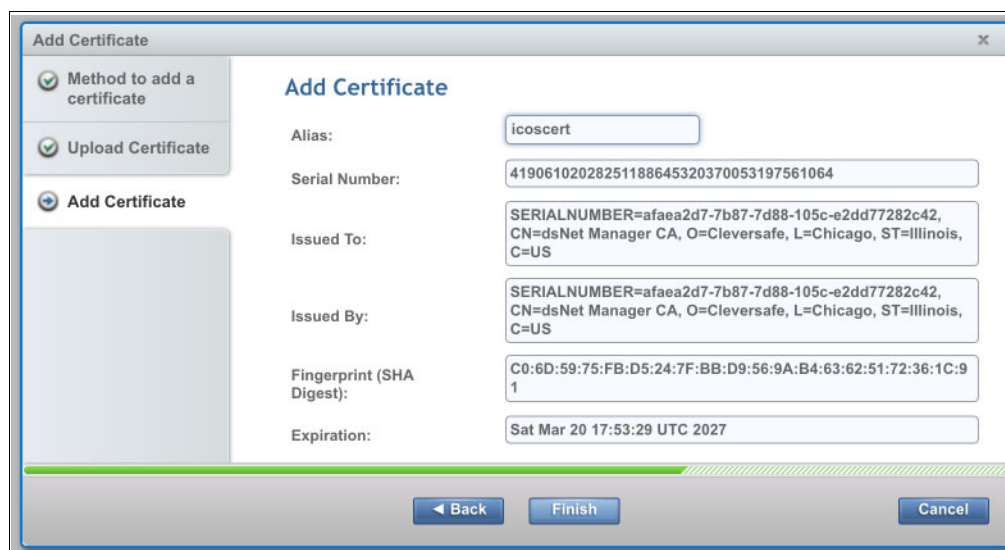 Add Certificate
×
Method to add a
certificate
Upload Certificate
Add Certificate
Add Certificate
Alias:
icoscert
Serial Number:
41906102028251188645320370053197561064
Issued To:
SERIALNUMBER=afaea2d7-7b87-7d88-105c-e2dd77282c42,
CN=dsNet Manager CA, O=Cleversafe, L=Chicago, ST=Illinois,
C=US
Issued By:
SERIALNUMBER=afaea2d7-7b87-7d88-105c-e2dd77282c42,
CN=dsNet Manager CA, O=Cleversafe, L=Chicago, ST=Illinois,
C=US
Fingerprint (SHA
Digest):
C0:6D:59:75:FB:D5:24:7F:BB:D9:56:9A:B4:63:62:51:72:36:1C:9
1
Expiration:
Sat Mar 20 17:53:29 UTC 2027
◄ Back
Finish
Cancel